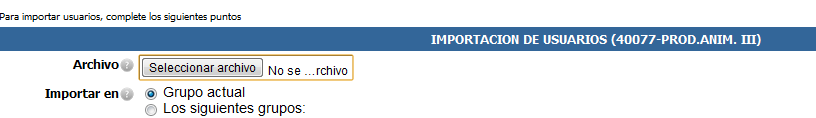 Para importar usuarios, complete los siguientes puntos
IMPORTACION DE USUARIOS (40077-PROD.ANIM. III)
Archivo ? Seleccionar archivo No se ...rchivo
Importar en ? Grupo actual
Los siguientes grupos: